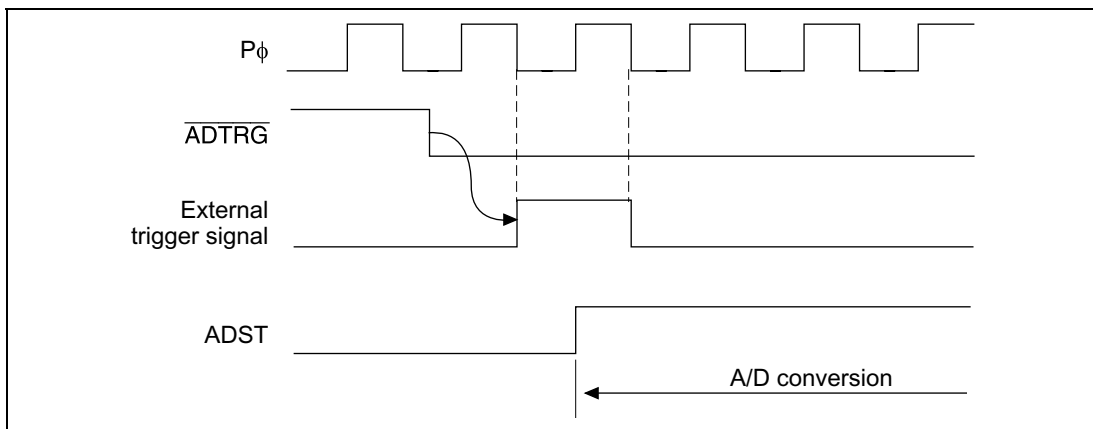 Pϕ
ADTRG
External
trigger signal
ADST
A/D conversion